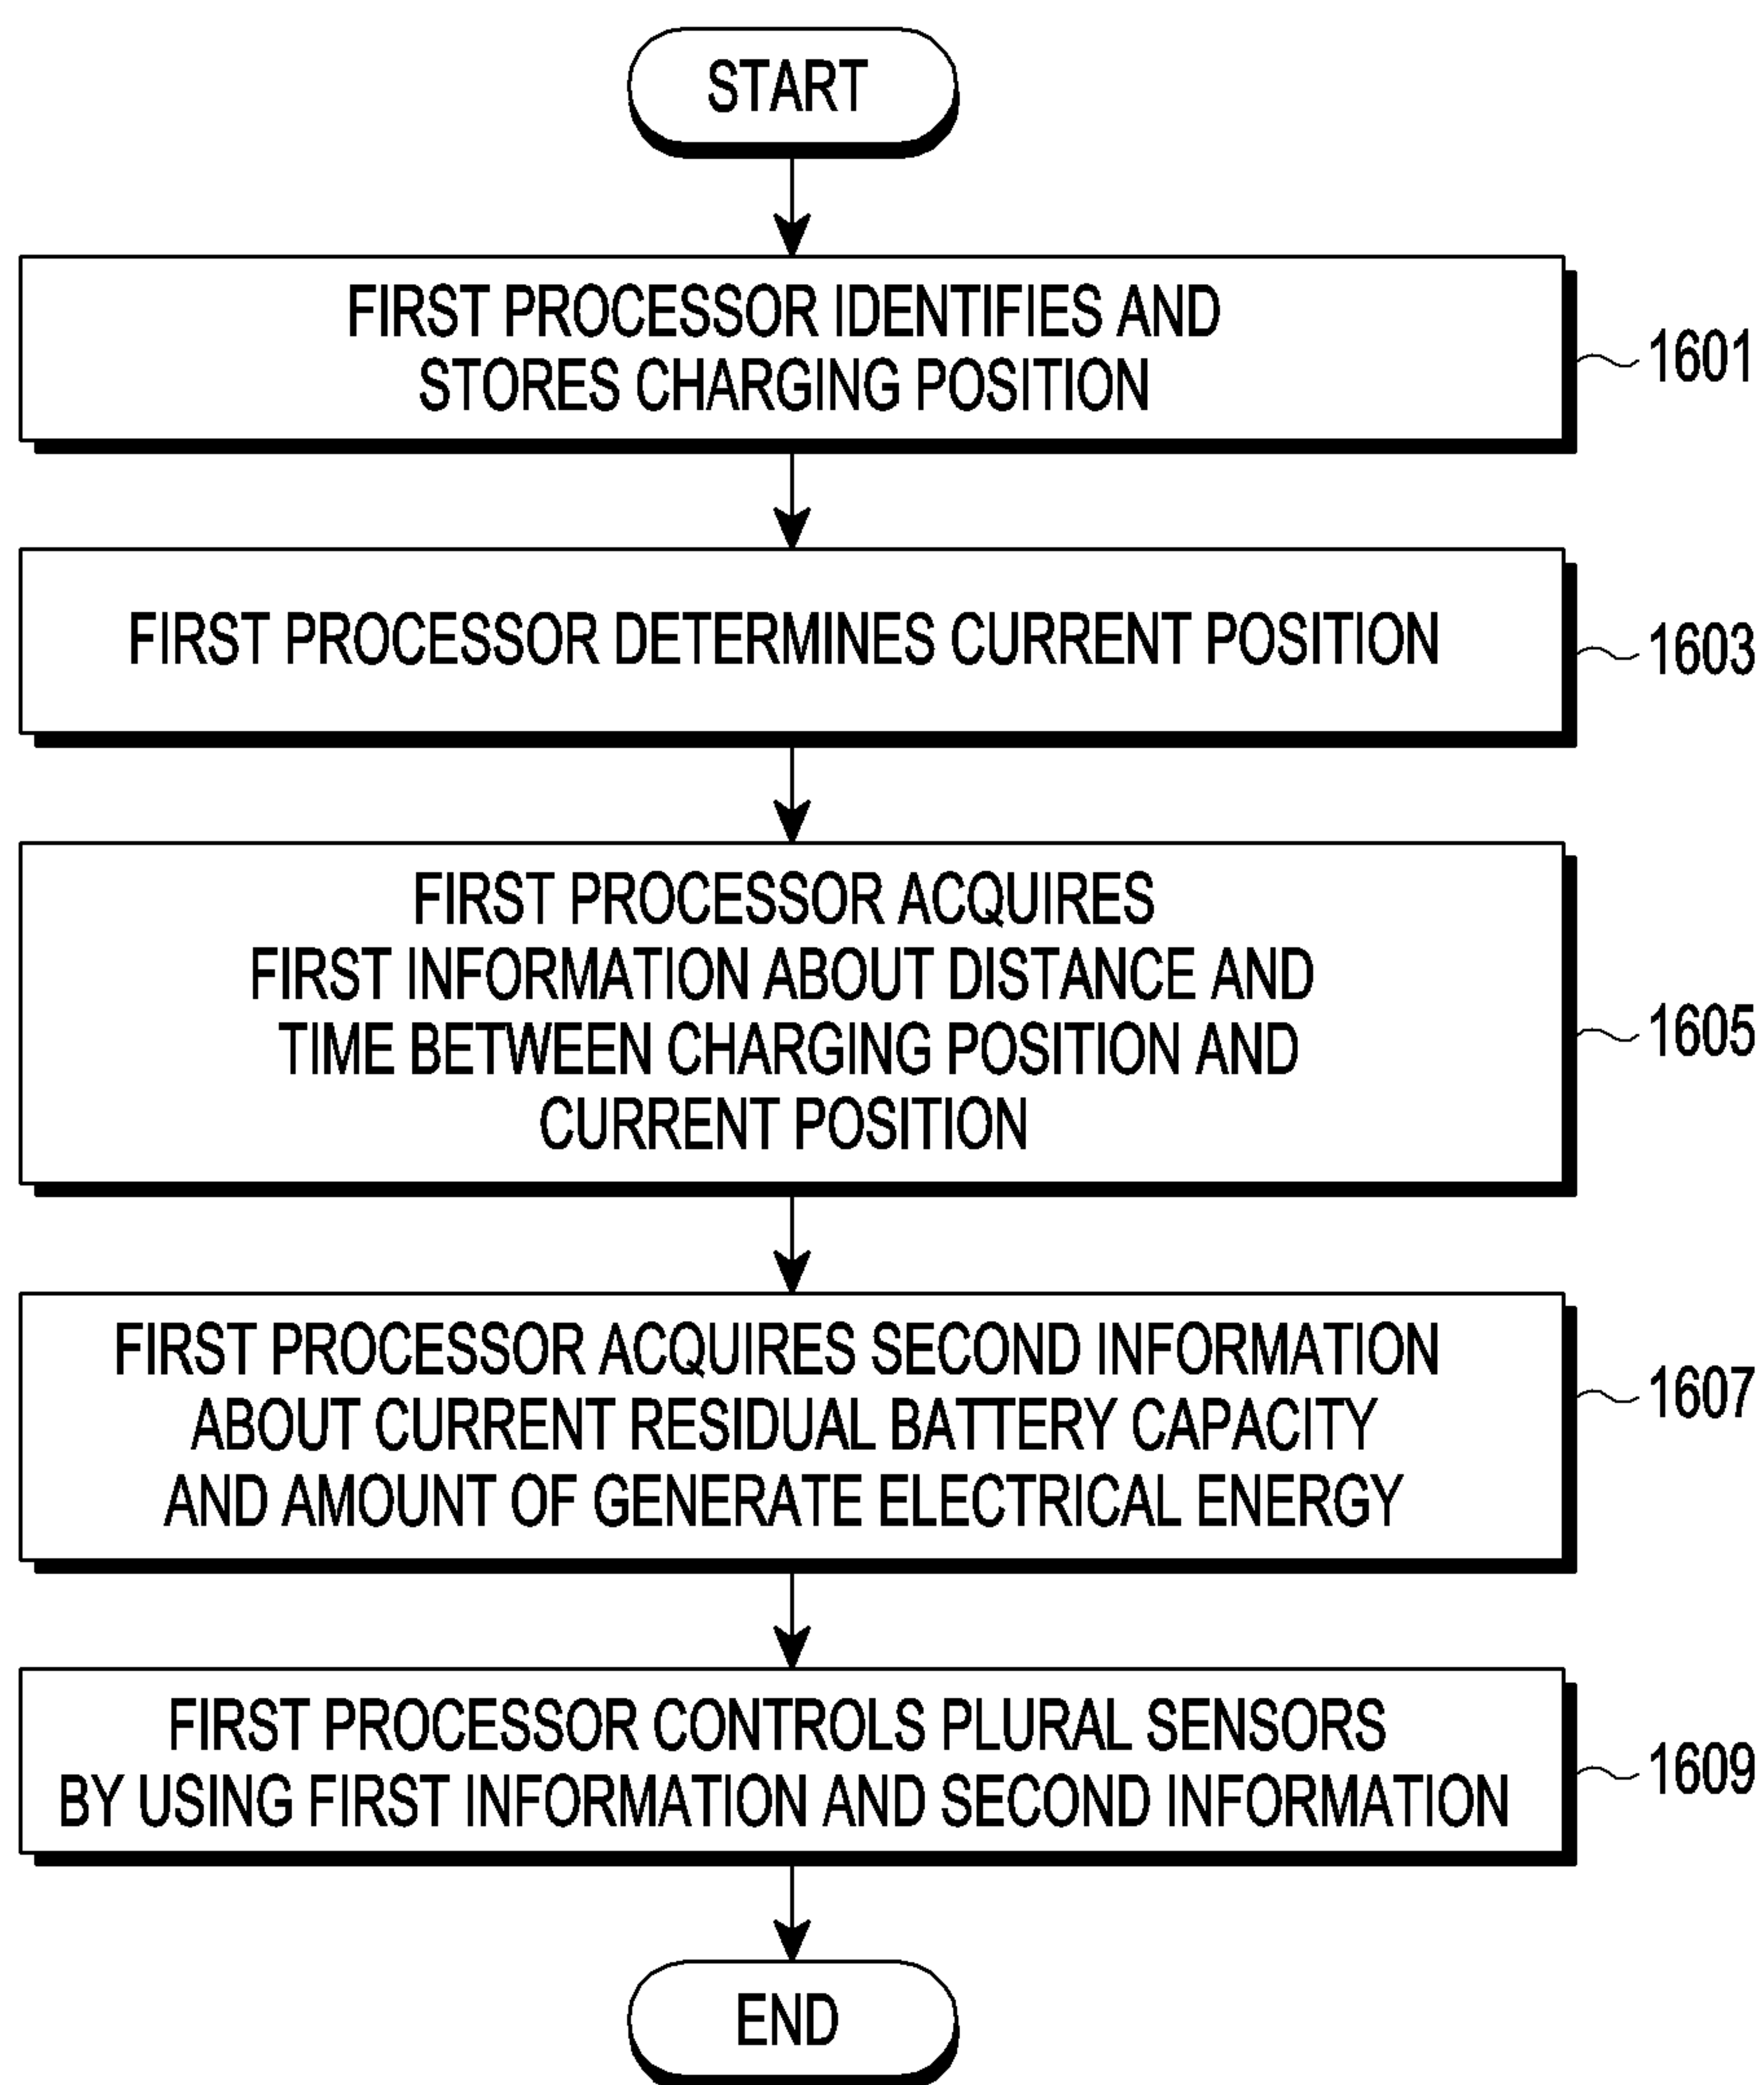 START
FIRST PROCESSOR IDENTIFIES AND
STORES CHARGING POSITION
1601
FIRST PROCESSOR DETERMINES CURRENT POSITION
1603
FIRST PROCESSOR ACQUIRES
FIRST INFORMATION ABOUT DISTANCE AND
TIME BETWEEN CHARGING POSITION AND
CURRENT POSITION
1605
FIRST PROCESSOR ACQUIRES SECOND INFORMATION
ABOUT CURRENT RESIDUAL BATTERY CAPACITY
AND AMOUNT OF GENERATE ELECTRICAL ENERGY
1607
FIRST PROCESSOR CONTROLS PLURAL SENSORS
BY USING FIRST INFORMATION AND SECOND INFORMATION
1609
END